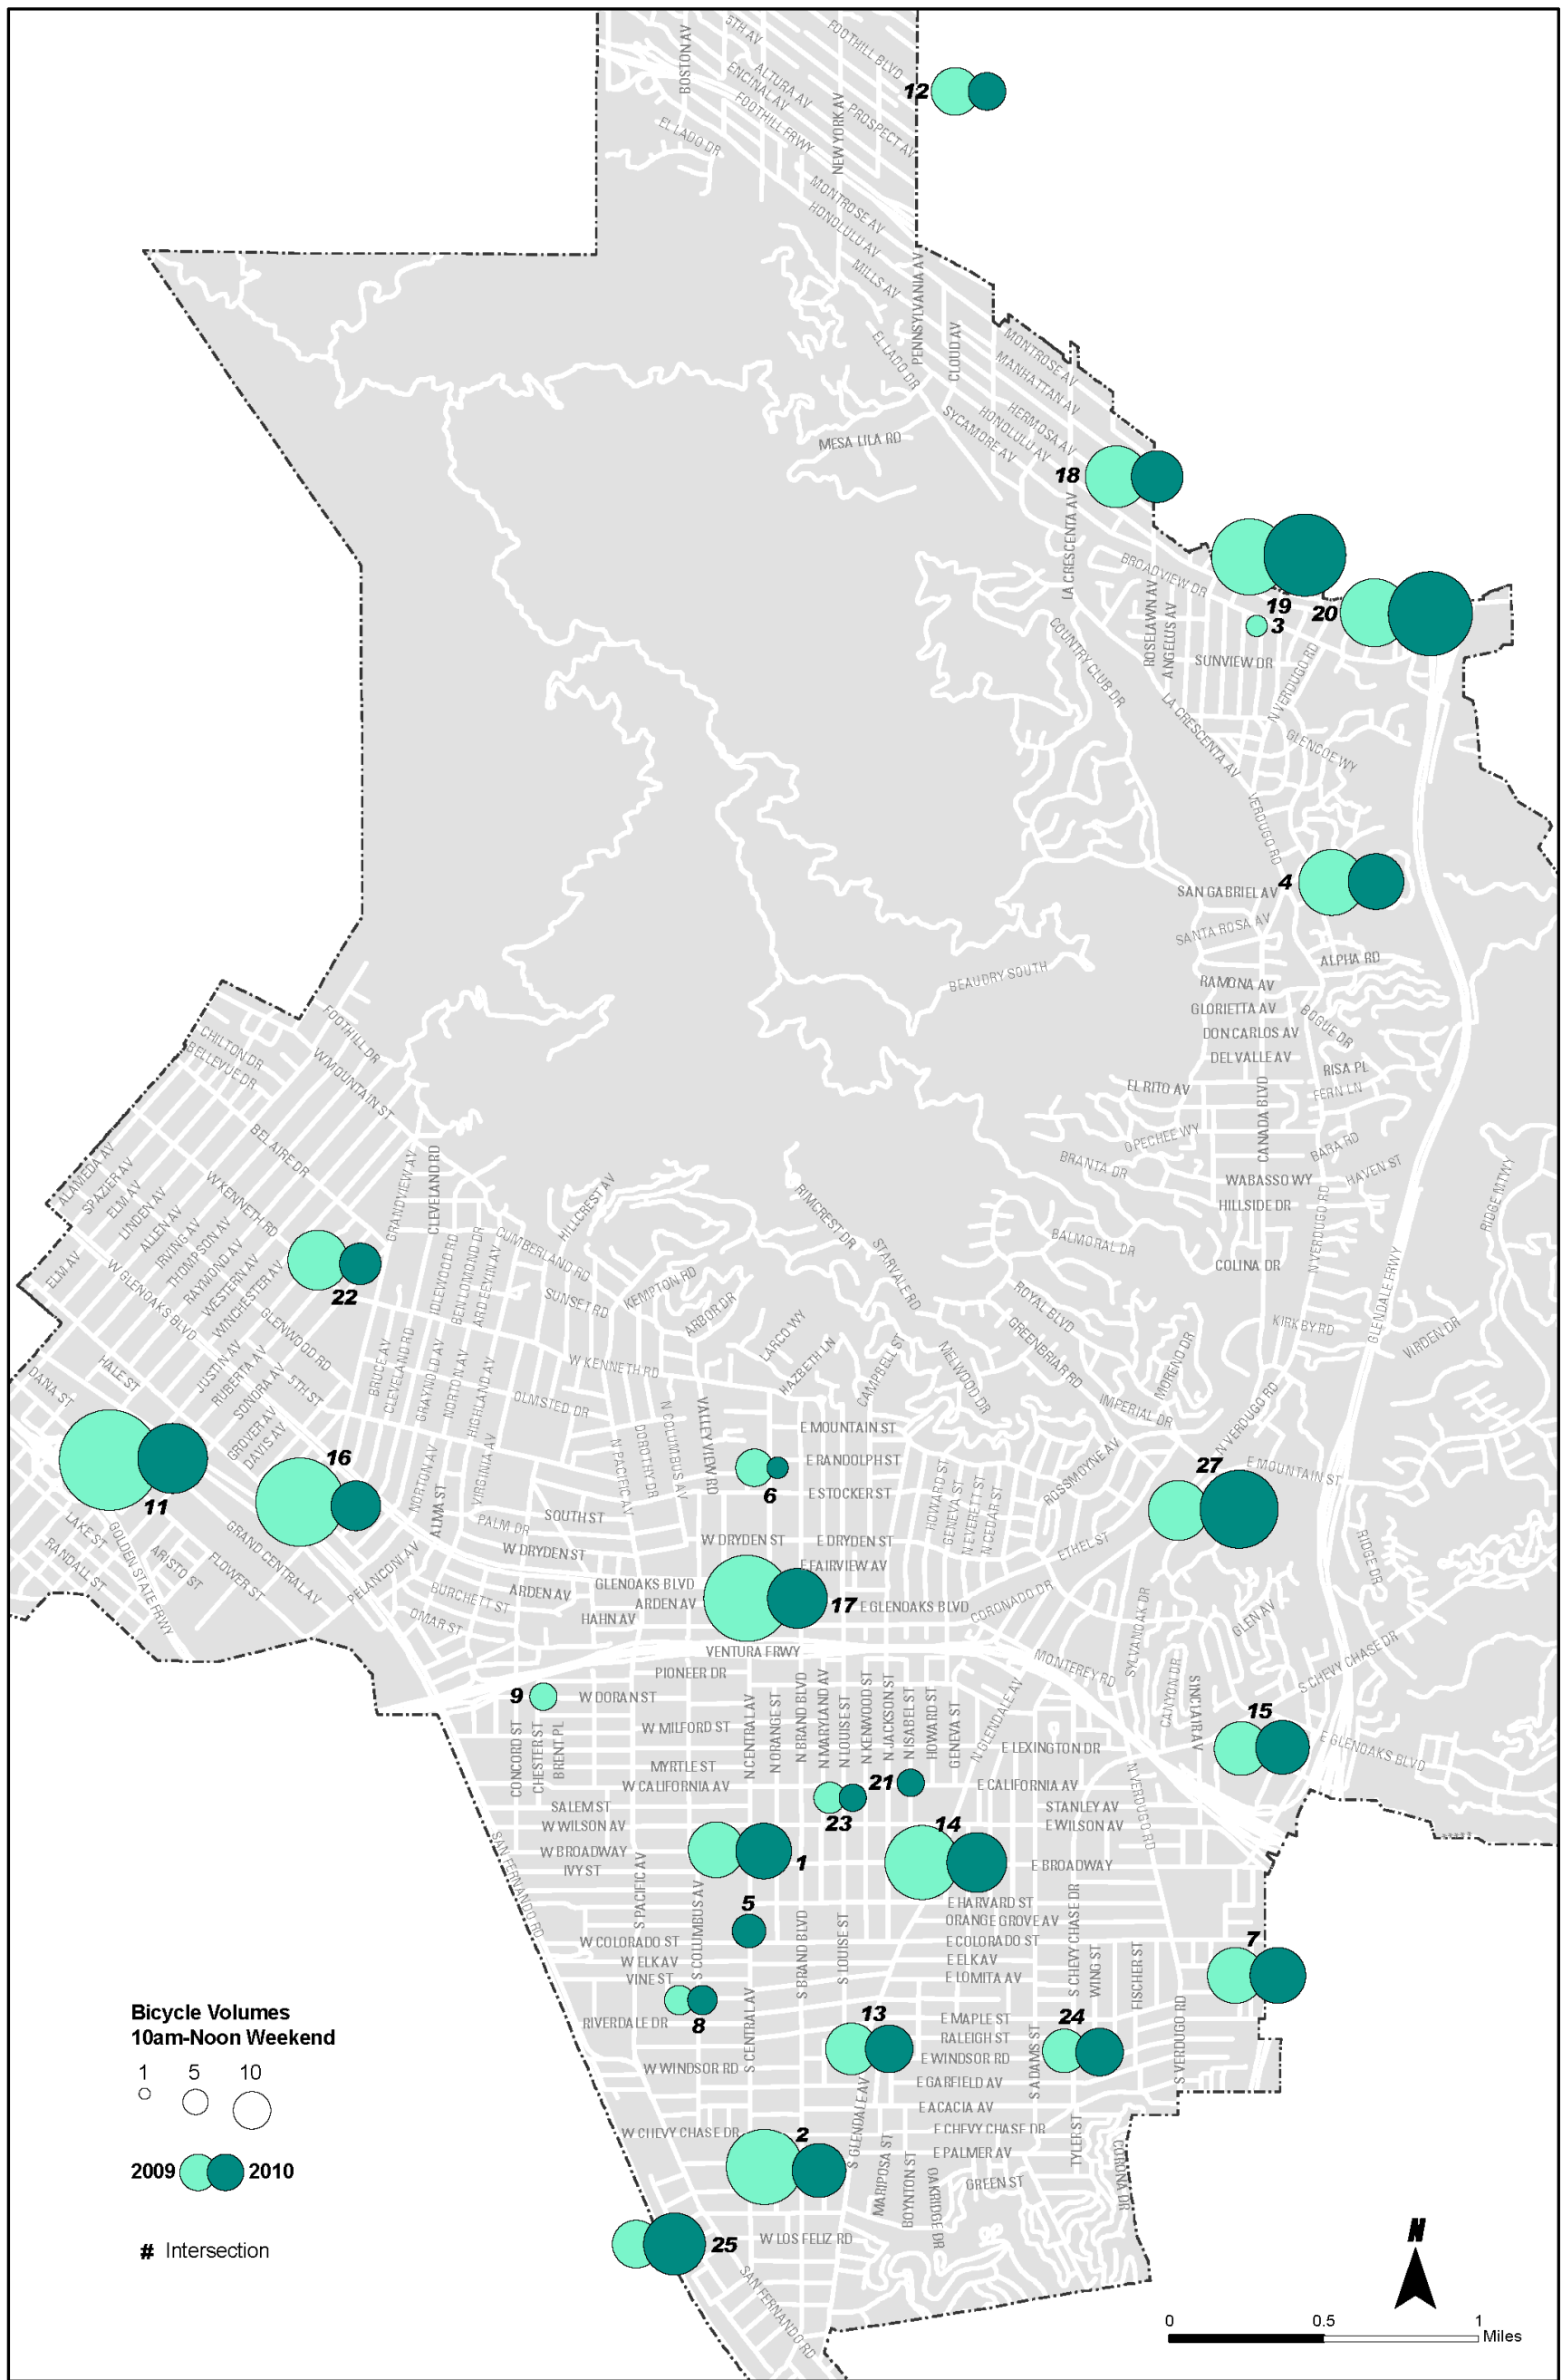 BOSTON AV
5TH AV
FOOTHILL BLVD
ALTURA AV
ENCINAL AV
FOOTHILL FRWY
NEW YORK AV
PROSPECT AV
EL LADO DR
12
MONTROSE AV
HONOLULU AV
MILLS AV
PENNSYLVANIA AV
EL LADO DR
CLOUD AV
MONTROSE AV
MANHATTAN AV
HERMOSA AV
HONOLULU AV
SYCAMORE AV
MESA LILA RD
18
LA CRESCENTA AV
BROADVIEW DR
19
20
3
ROSELAWN AV
ANGELUS AV
SUNVIEW DR
N VERDUGO RD
COUNTRY CLUB DR
LA CRESCENTA AV
GLENCOE WY
VERDUGO RD
4
SAN GABRIEL AV
SANTA ROSA AV
ALPHA RD
BEAUDRY SOUTH
RAMONA AV
GLORIETTA AV
BOGUE DR
DON CARLOS AV
DEL VALLE AV
RISA PL
EL RITO AV
FERN LN
CANADA BLVD
OPECHEE WY
BARA RD
BRANTA DR
HAVEN ST
WABASSO WY
HILLSIDE DR
RIDGE MTWY
N VERDUGO RD
BALMORAL DR
COLINA DR
GLENDALE FRWY
KIRKBY RD
VIRDEN DR
FOOTHILL DR
CHILTON DR
BELLEVUE DR
W MOUNTAIN ST
BEL AIRE DR
ALAMEDA AV
SPAZIER AV
ELM AV
LINDEN AV
ALLEN AV
IRVING AV
THOMPSON AV
RAYMOND AV
WESTERN AV
WINCHESTER AV
W KENNETH RD
GRANDVIEW AV
CLEVELAND RD
ELM AV
W GLENOAKS BLVD
22
GLENWOOD RD
IDLEWOOD RD
BEN LOMOND DR
ARD EEVIN AV
CUMBERLAND RD
HILLCREST AV
SUNSET RD
KEMPTON RD
ARBOR DR
RIMCREST DR
STARVALE RD
LARCO WY
HAZBETH LN
CAMPBELL ST
MELWOOD DR
ROYAL BLVD
GREENBRIAR RD
MORENO DR
IMPERIAL DR
DANA ST
HALE ST
JUSTIN AV
RUBERTA AV
SONORA AV
5TH ST
GROVER AV
DAVIS AV
BRUCE AV
CLEVELAND RD
GRAYNOLD AV
NORTON AV
HIGHLAND AV
W KENNETH RD
OLMSTED DR
VALLEY VIEW RD
N COLUMBUS AV
DOROTHY DR
N PACIFIC AV
E MOUNTAIN ST
E RANDOLPH ST
E STOCKER ST
6
HOWARD ST
GENEVA ST
N EVERETT ST
N CEDAR ST
ROSSMOYNE AV
N VERDUGO RD
27
E MOUNTAIN ST
16
11
LAKE ST
RANDALL ST
GOLDEN STATE FRWY
ARISTO ST
FLOWER ST
GRAND CENTRAL AV
PELANCONI AV
NORTON AV
ALMA ST
VIRGINIA AV
PALM DR
SOUTH ST
W DRYDEN ST
W DRYDEN ST
E DRYDEN ST
E FAIRVIEW AV
ETHEL ST
RIDGE DR
BURCHETT ST
ARDEN AV
OMAR ST
GLENOAKS BLVD
ARDEN AV
HAHN AV
17
E GLENOAKS BLVD
CORONADO DR
SYLVANOAK DR
GLEN AV
VENTURA FRWY
MONTEREY RD
S CHEVY CHASE DR
PIONEER DR
9
W DORAN ST
CANYON DR
SINCLAIR AV
15
E GLENOAKS BLVD
CONCORD ST
CHESTER ST
BRENT PL
W MILFORD ST
N CENTRAL AV
N ORANGE ST
N BRAND BLVD
N MARYLAND AV
N LOUISE ST
N KENWOOD ST
N JACKSON ST
N ISABEL ST
HOWARD ST
GENEVA ST
N GLENDALE AV
E LEXINGTON DR
MYRTLE ST
W CALIFORNIA AV
21
E CALIFORNIA AV
N VERDUGO RD
SALEM ST
23
STANLEY AV
W WILSON AV
14
E WILSON AV
W BROADWAY
IVY ST
1
E BROADWAY
SAN FERNANDO RD
S PACIFIC AV
S COLUMBUS AV
5
E HARVARD ST
ORANGE GROVE AV
S CHEVY CHASE DR
W COLORADO ST
S BRAND BLVD
S LOUISE ST
E COLORADO ST
7
W ELK AV
E ELK AV
VINE ST
E LOMITA AV
WING ST
FISCHER ST
RIVERDALE DR
8
S CENTRAL AV
13
E MAPLE ST
24
RALEIGH ST
S VERDUGO RD
W WINDSOR RD
E WINDSOR RD
S ADAMS ST
E GARFIELD AV
E ACACIA AV
W CHEVY CHASE DR
2
S GLENDALE AV
E CHEVY CHASE DR
MARIPOSA ST
BOYNTON ST
OAKRIDGE DR
E PALMER AV
TYLER ST
CORONA DR
GREEN ST
25
W LOS FELIZ RD
SAN FERNANDO RD
Bicycle Volumes
10am-Noon Weekend
1 5 10
2009 2010
# Intersection
N
0 0.5 1
Miles